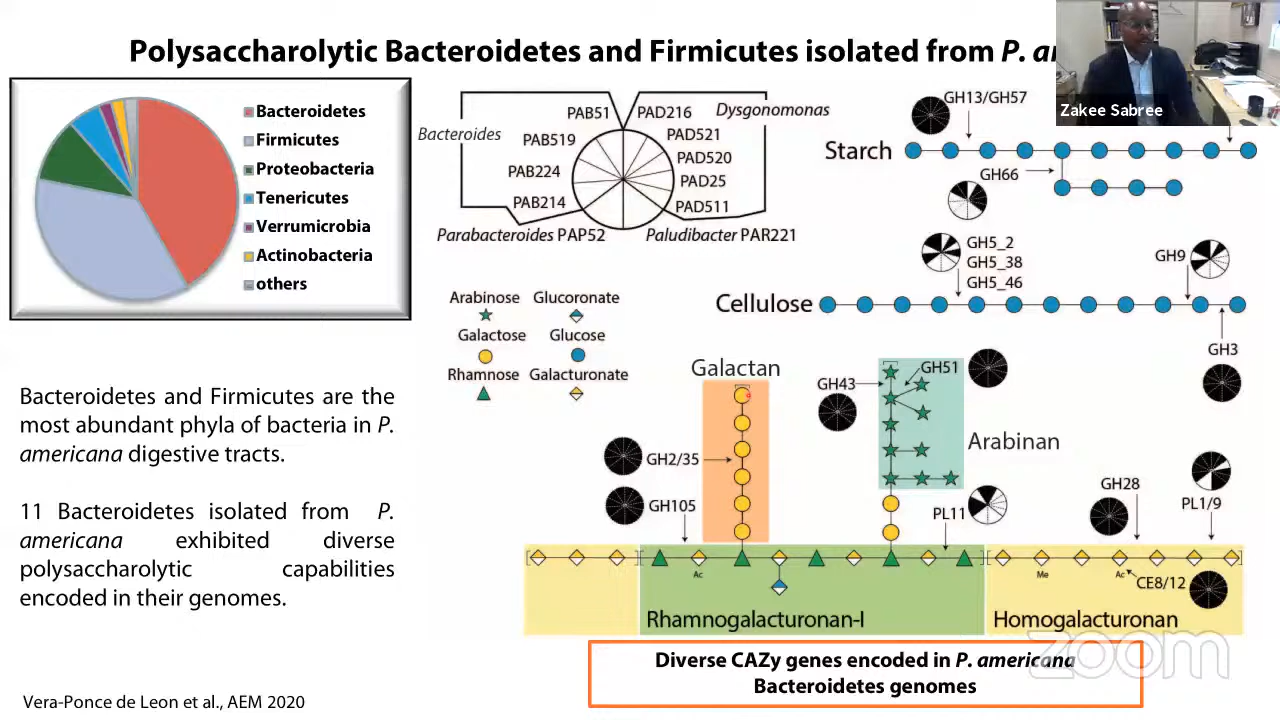 Polysaccharolytic Bacteroidetes and Firmicutes isolated from P. am
Zakee Sabree
Bacteroidetes
Firmicutes
Proteobacteria
Tenericutes
Verrumicrobia
Actinobacteria
others
Bacteroidetes and Firmicutes are the
most abundant phyla of bacteria in P.
americana digestive tracts.
11 Bacteroidetes isolated from P.
americana exhibited diverse
polysaccharolytic capabilities
encoded in their genomes.
Vera-Ponce de Leon et al., AEM 2020
Bacteroides
PAB51
PAB519
PAB224
PAB214
Parabacteroides PAP52
PAD216
Dysgonomonas
PAD521
PAD520
PAD25
PAD511
Paludibacter PAR221
Arabinose
Glucoronate
Galactose
Glucose
Rhamnose
Galacturonate
Starch
GH13/GH57
GH66
Cellulose
GH5_2
GH5_38
GH5_46
GH9
GH3
Galactan
GH2/35
GH105
GH43
GH51
Arabinan
PL11
GH28
PL1/9
Ac
Me
Ac
CE8/12
Rhamnogalacturonan-I
Homogalacturonan
Diverse CAZy genes encoded in P. americana
Bacteroidetes genomes
zoom